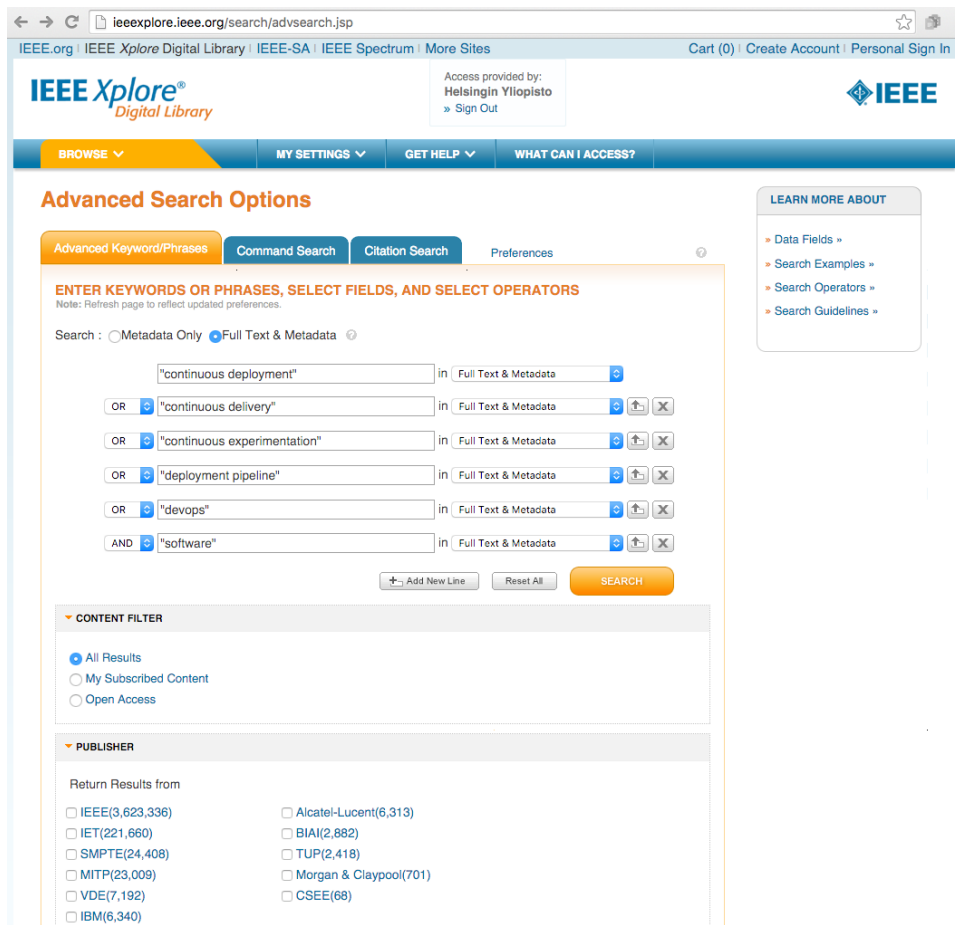 ieeexplore.ieee.org/search/advsearch.jsp
IEEE.org | IEEE Xplore Digital Library | IEEE-SA | IEEE Spectrum | More Sites Cart (0) | Create Account | Personal Sign In
IEEE Xplore®
Digital Library
Access provided by:
Helsingin Yliopisto
» Sign Out
IEEE
BROWSE MY SETTINGS GET HELP WHAT CAN I ACCESS?
Advanced Search Options
Advanced Keyword/Phrases Command Search Citation Search Preferences ?
ENTER KEYWORDS OR PHRASES, SELECT FIELDS, AND SELECT OPERATORS
Note: Refresh page to reflect updated preferences.
Search : Metadata Only Full Text & Metadata ?
"continuous deployment" in Full Text & Metadata
OR "continuous delivery" in Full Text & Metadata
OR "continuous experimentation" in Full Text & Metadata
OR "deployment pipeline" in Full Text & Metadata
OR "devops" in Full Text & Metadata
AND "software" in Full Text & Metadata
Add New Line Reset All SEARCH
CONTENT FILTER
All Results
My Subscribed Content
Open Access
PUBLISHER
Return Results from
IEEE(3,623,336) Alcatel-Lucent(6,313)
IET(221,660) BIAI(2,882)
SMPTE(24,408) TUP(2,418)
MITP(23,009) Morgan & Claypool(701)
VDE(7,192) CSEE(68)
IBM(6,340)
LEARN MORE ABOUT
» Data Fields »
» Search Examples »
» Search Operators »
» Search Guidelines »